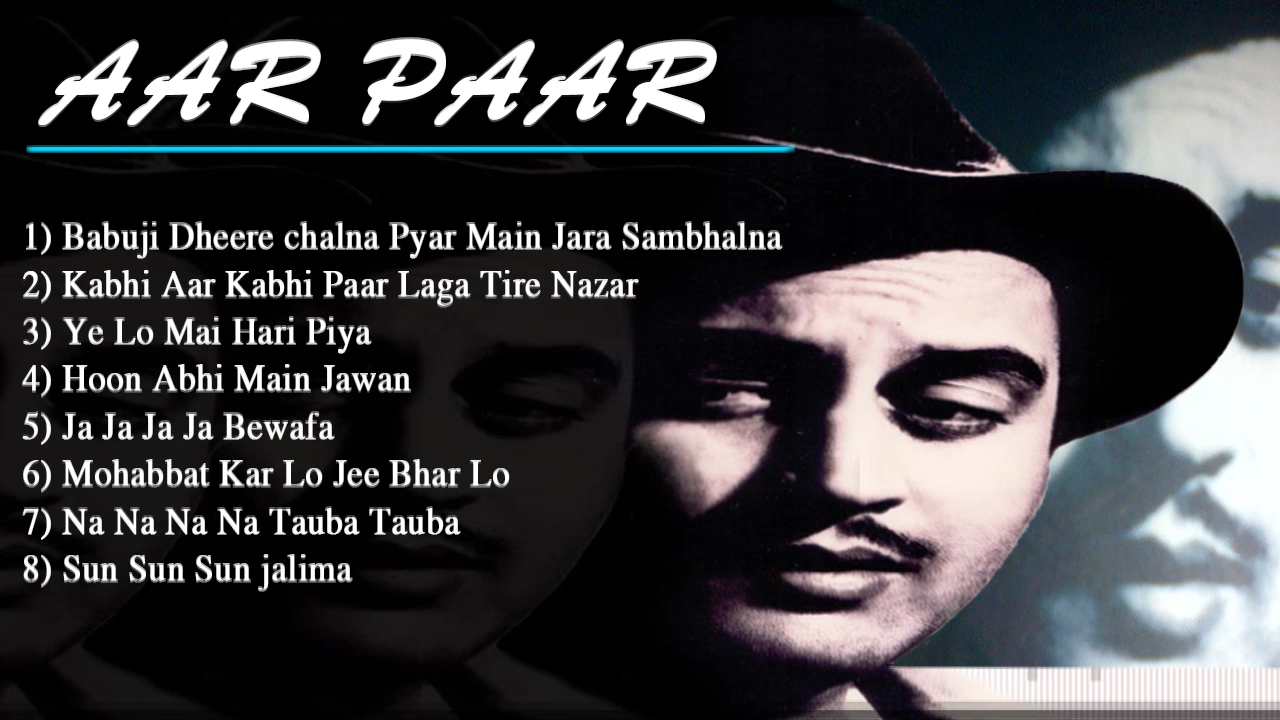 AAR PAAR
1) Babuji Dheere chalna Pyar Main Jara Sambhalna
2) Kabhi Aar Kabhi Paar Laga Tire Nazar
3) Ye Lo Mai Hari Piya
4) Hoon Abhi Main Jawan
5) Ja Ja Ja Ja Bewafa
6) Mohabbat Kar Lo Jee Bhar Lo
7) Na Na Na Na Tauba Tauba
8) Sun Sun Sun jalima